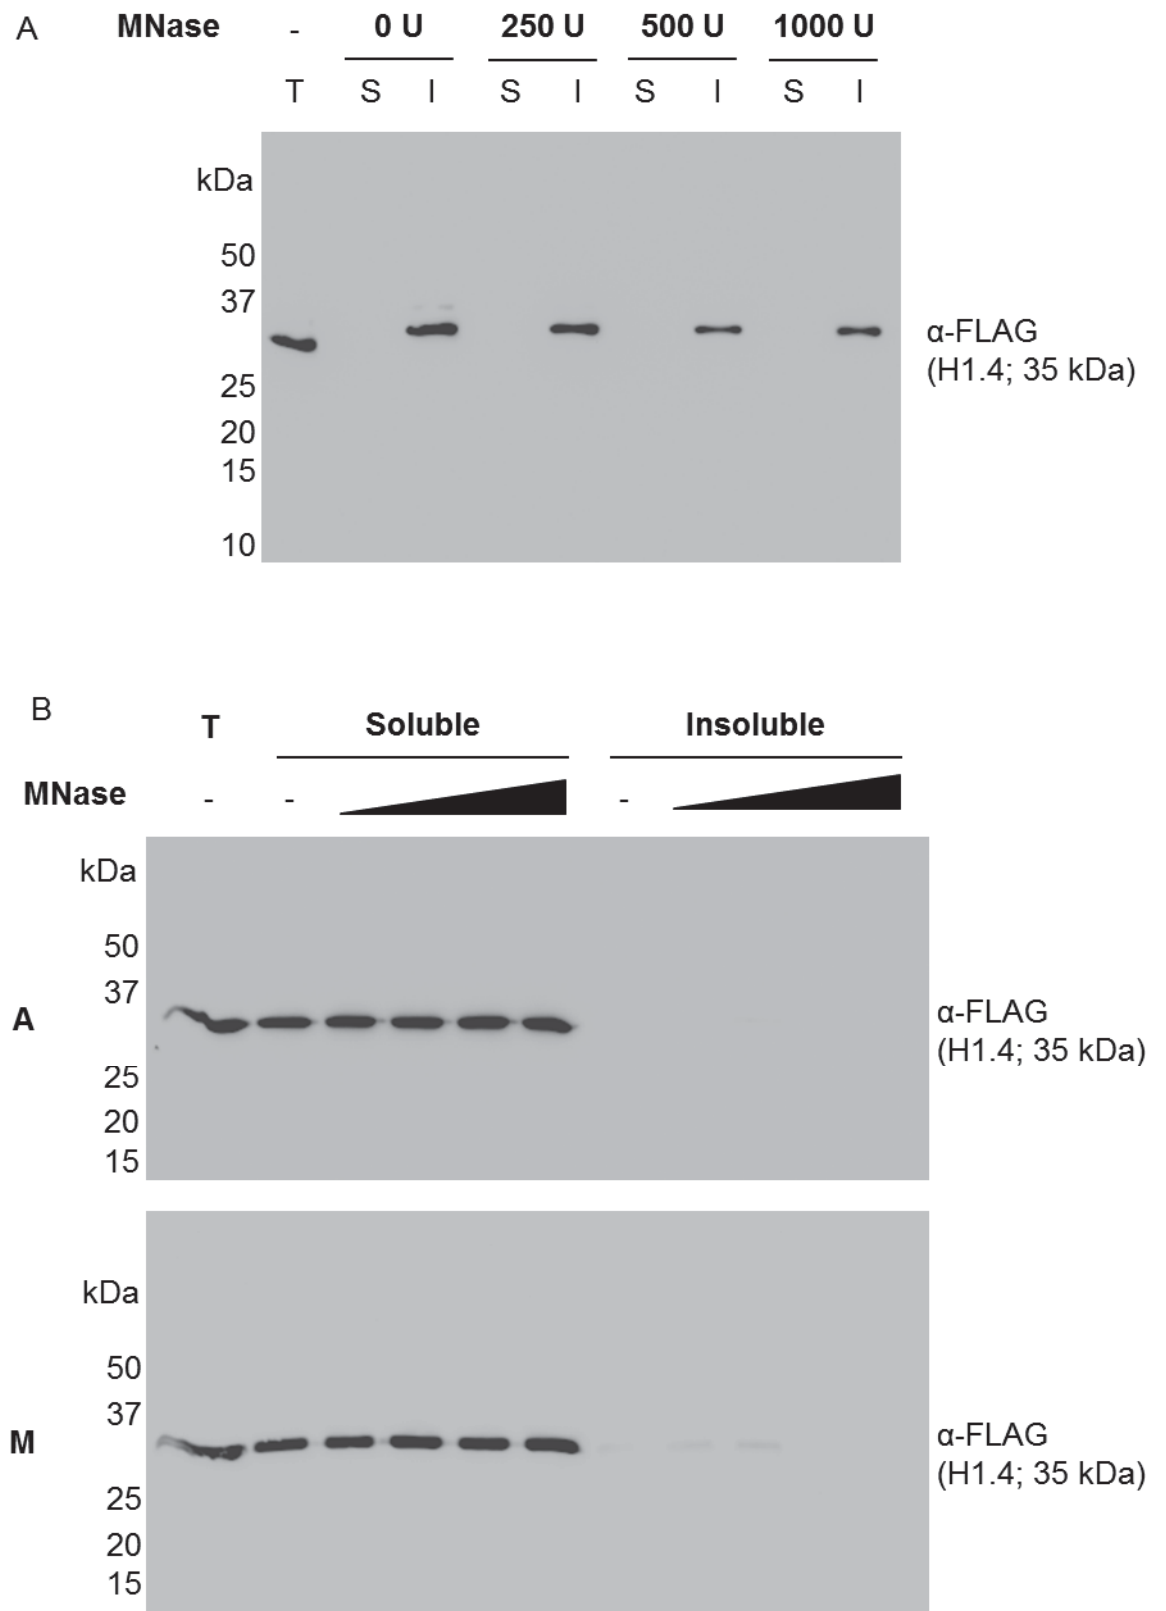 A
MNase - 0 U 250 U 500 U 1000 U
T S I S I S I S I
kDa
50
37
25
20
15
10
α-FLAG
(H1.4; 35 kDa)
B
T Soluble Insoluble
MNase - - -
kDa
50
37
25
20
15
A
α-FLAG
(H1.4; 35 kDa)
kDa
50
37
25
20
15
M
α-FLAG
(H1.4; 35 kDa)